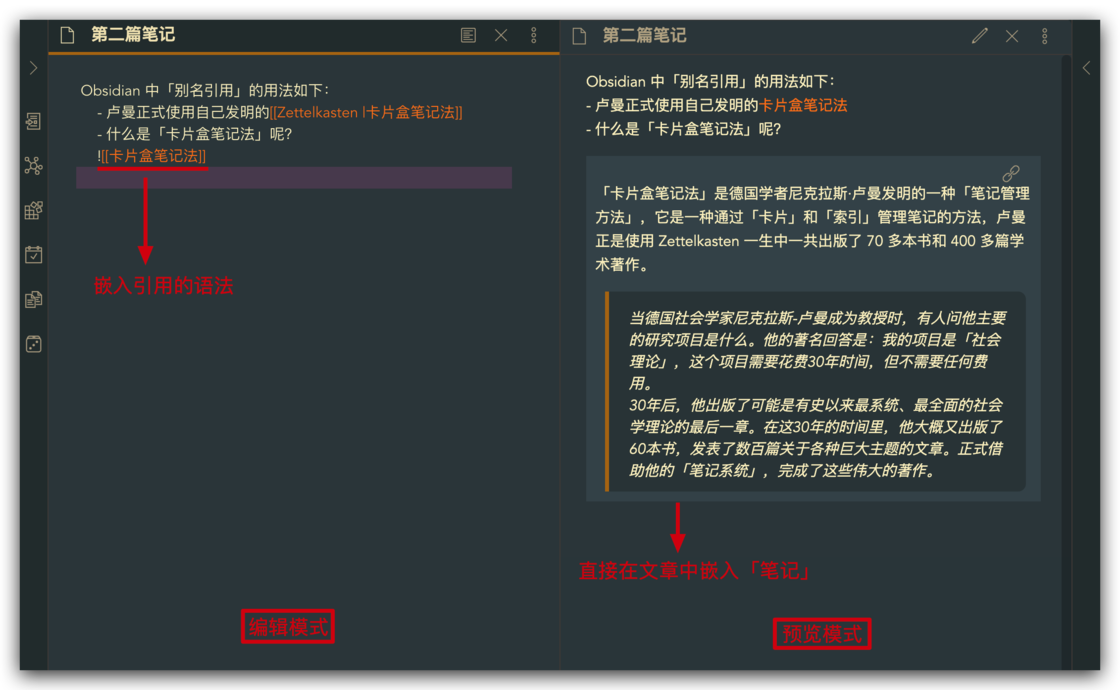 第二篇笔记
Obsidian 中「别名引用」的用法如下：
- 卢曼正式使用自己发明的[[Zettelkasten |卡片盒笔记法]]
- 什么是「卡片盒笔记法」呢？
![[卡片盒笔记法]]
嵌入引用的语法
编辑模式
第二篇笔记
Obsidian 中「别名引用」的用法如下：
- 卢曼正式使用自己发明的卡片盒笔记法
- 什么是「卡片盒笔记法」呢？
「卡片盒笔记法」是德国学者尼克拉斯·卢曼发明的一种「笔记管理
方法」，它是一种通过「卡片」和「索引」管理笔记的方法，卢曼
正是使用 Zettelkasten 一生中一共出版了 70 多本书和 400 多篇学
术著作。
当德国社会学家尼克拉斯-卢曼成为教授时，有人问他主要
的研究项目是什么。他的著名回答是：我的项目是「社会
理论」，这个项目需要花费30年时间，但不需要任何费
用。
30年后，他出版了可能是有史以来最系统、最全面的社会
学理论的最后一章。在这30年的时间里，他大概又出版了
60本书，发表了数百篇关于各种巨大主题的文章。正式借
助他的「笔记系统」，完成了这些伟大的著作。
直接在文章中嵌入「笔记」
预览模式